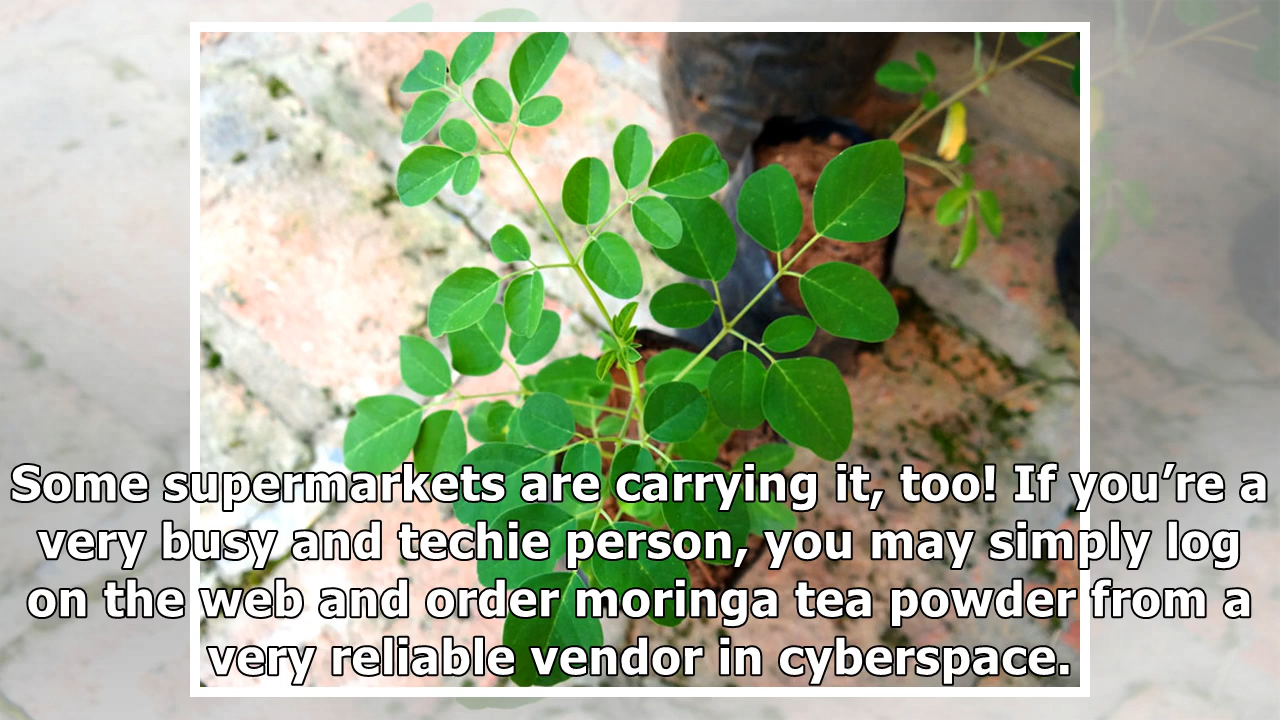 Some supermarkets are carrying it, too! If you’re a
very busy and techie person, you may simply log
on the web and order moringa tea powder from a
very reliable vendor in cyberspace.